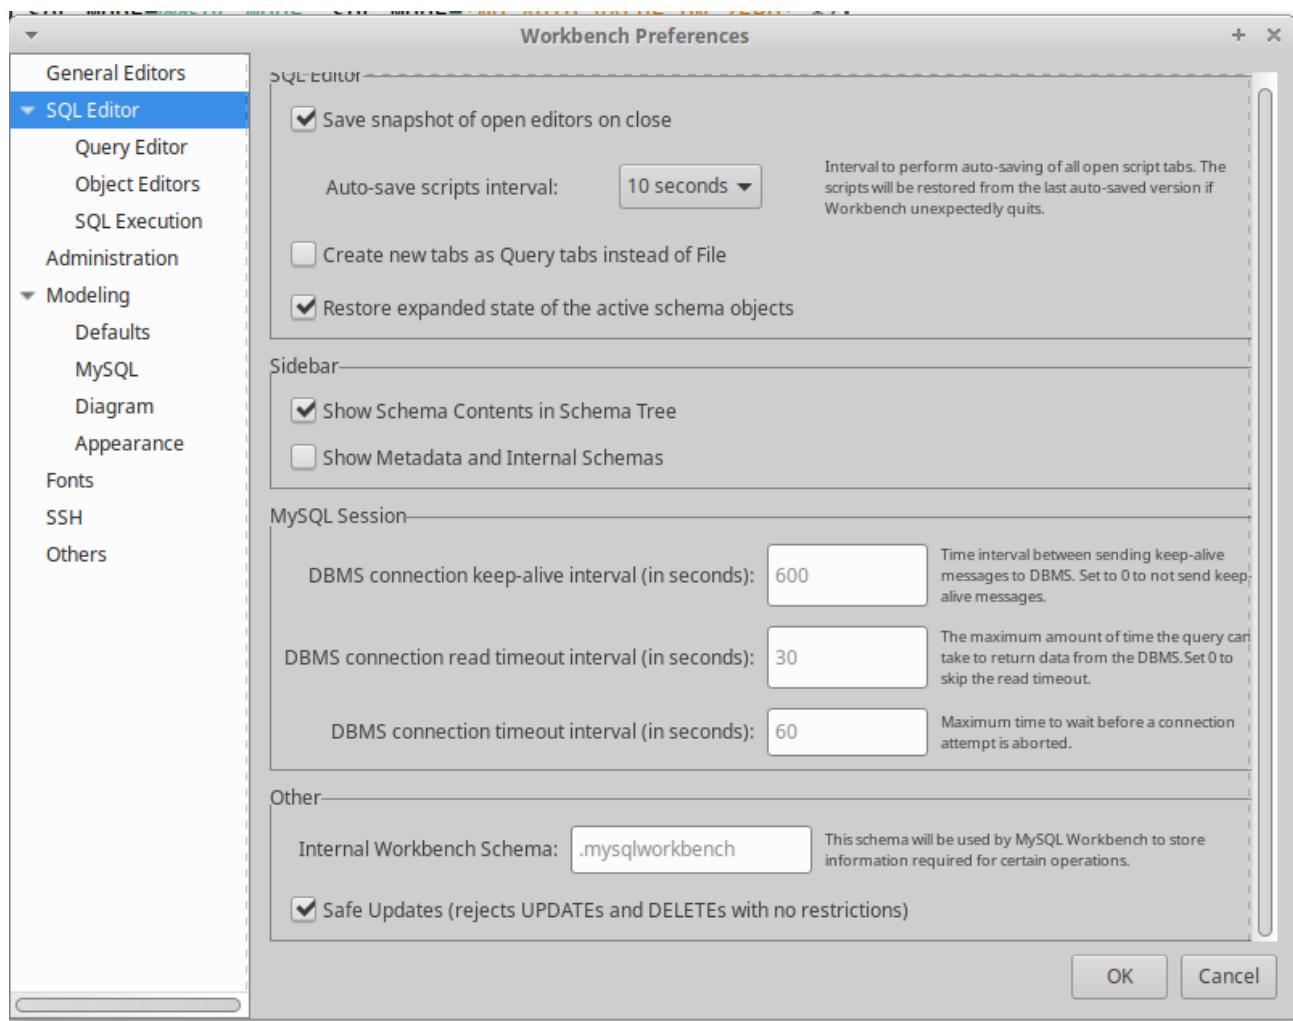 Workbench Preferences
General Editors
SQL Editor
Query Editor
Object Editors
SQL Execution
Administration
Modeling
Defaults
MySQL
Diagram
Appearance
Fonts
SSH
Others
SQL Editor
Save snapshot of open editors on close
Auto-save scripts interval:
10 seconds
Interval to perform auto-saving of all open script tabs. The
scripts will be restored from the last auto-saved version if
Workbench unexpectedly quits.
Create new tabs as Query tabs instead of File
Restore expanded state of the active schema objects
Sidebar
Show Schema Contents in Schema Tree
Show Metadata and Internal Schemas
MySQL Session
DBMS connection keep-alive interval (in seconds):
600
Time interval between sending keep-alive
messages to DBMS. Set to 0 to not send keep-
alive messages.
DBMS connection read timeout interval (in seconds):
30
The maximum amount of time the query can
take to return data from the DBMS.Set 0 to
skip the read timeout.
DBMS connection timeout interval (in seconds):
60
Maximum time to wait before a connection
attempt is aborted.
Other
Internal Workbench Schema:
.mysqlworkbench
This schema will be used by MySQL Workbench to store
information required for certain operations.
Safe Updates (rejects UPDATEs and DELETEs with no restrictions)
OK
Cancel